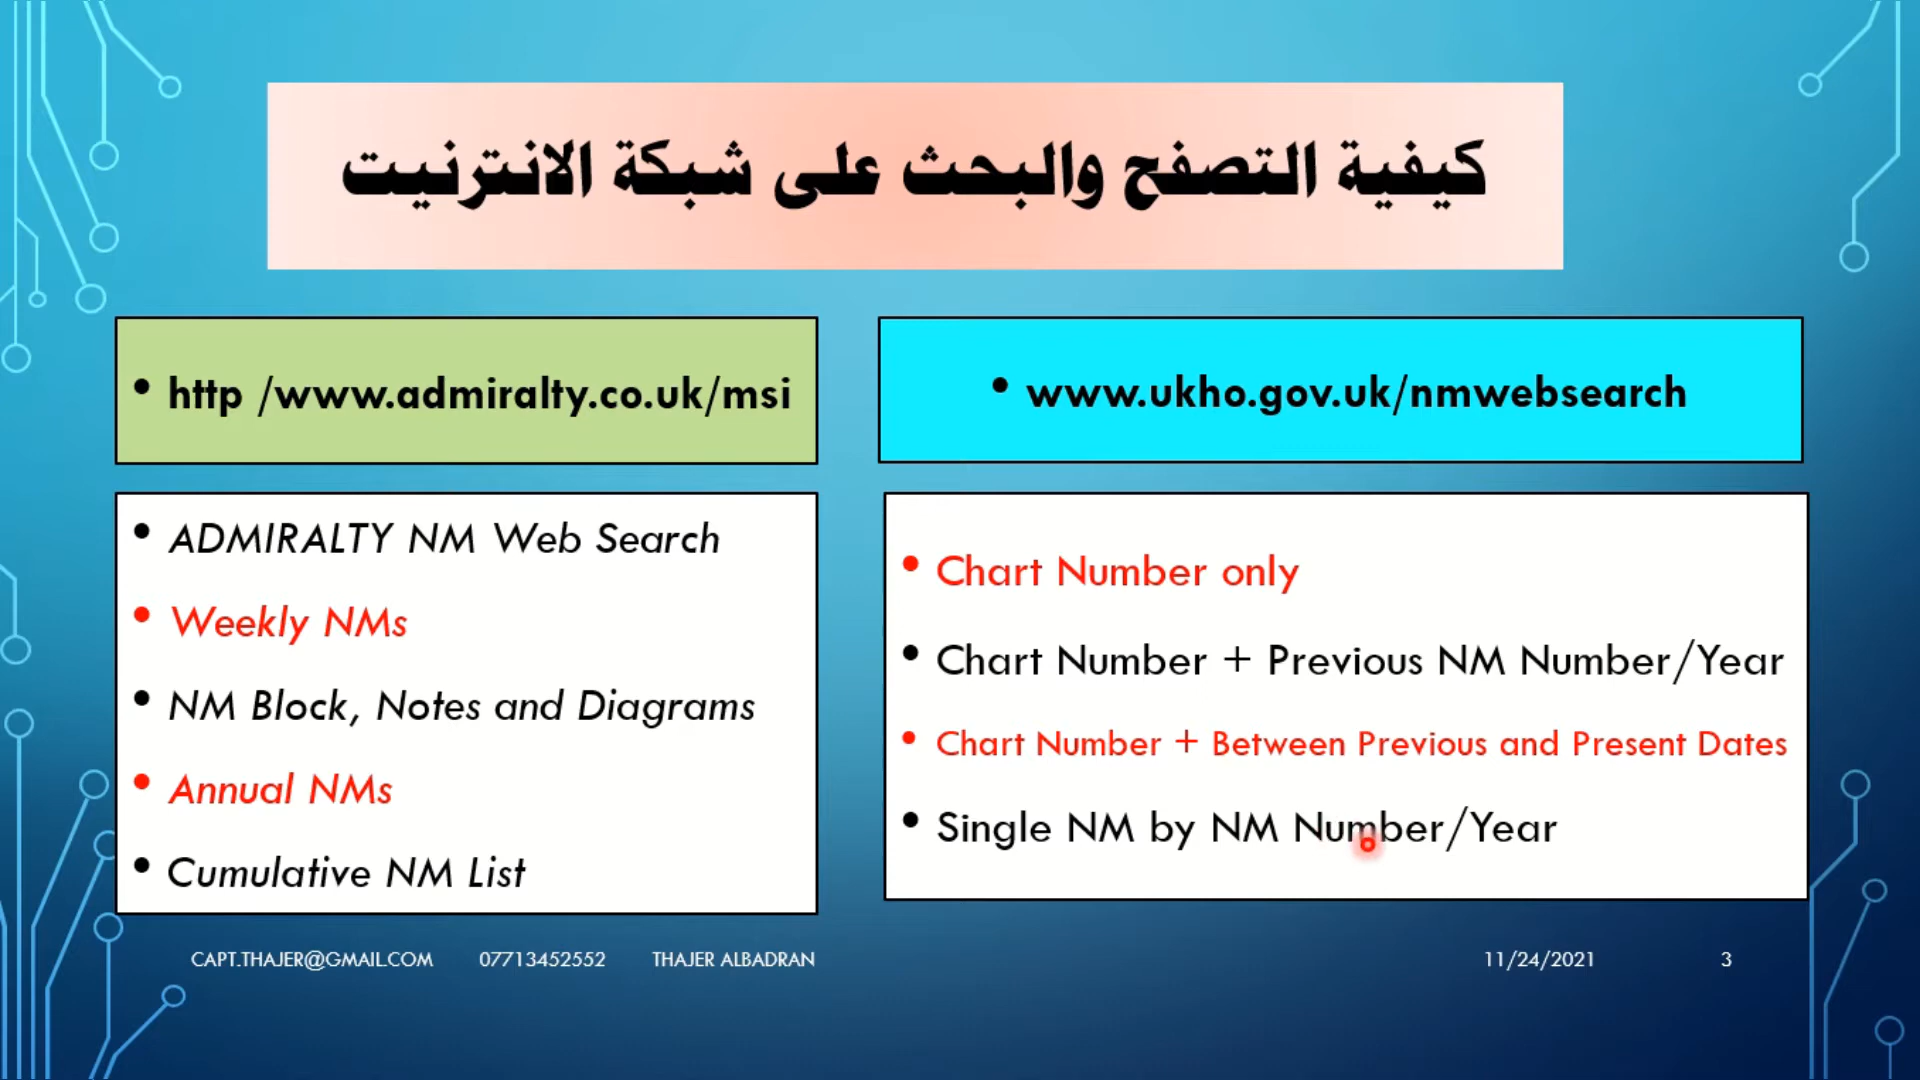 كيفية التصفح والبحث على شبكة الانترنيت
• http /www.admiralty.co.uk/msi
• ADMIRALTY NM Web Search
• Weekly NMs
• NM Block, Notes and Diagrams
• Annual NMs
• Cumulative NM List
• www.ukho.gov.uk/nmwebsearch
• Chart Number only
• Chart Number + Previous NM Number/Year
• Chart Number + Between Previous and Present Dates
• Single NM by NM Number/Year
CAPT.THAJER@GMAIL.COM 07713452552 THAJER ALBADRAN 11/24/2021 3